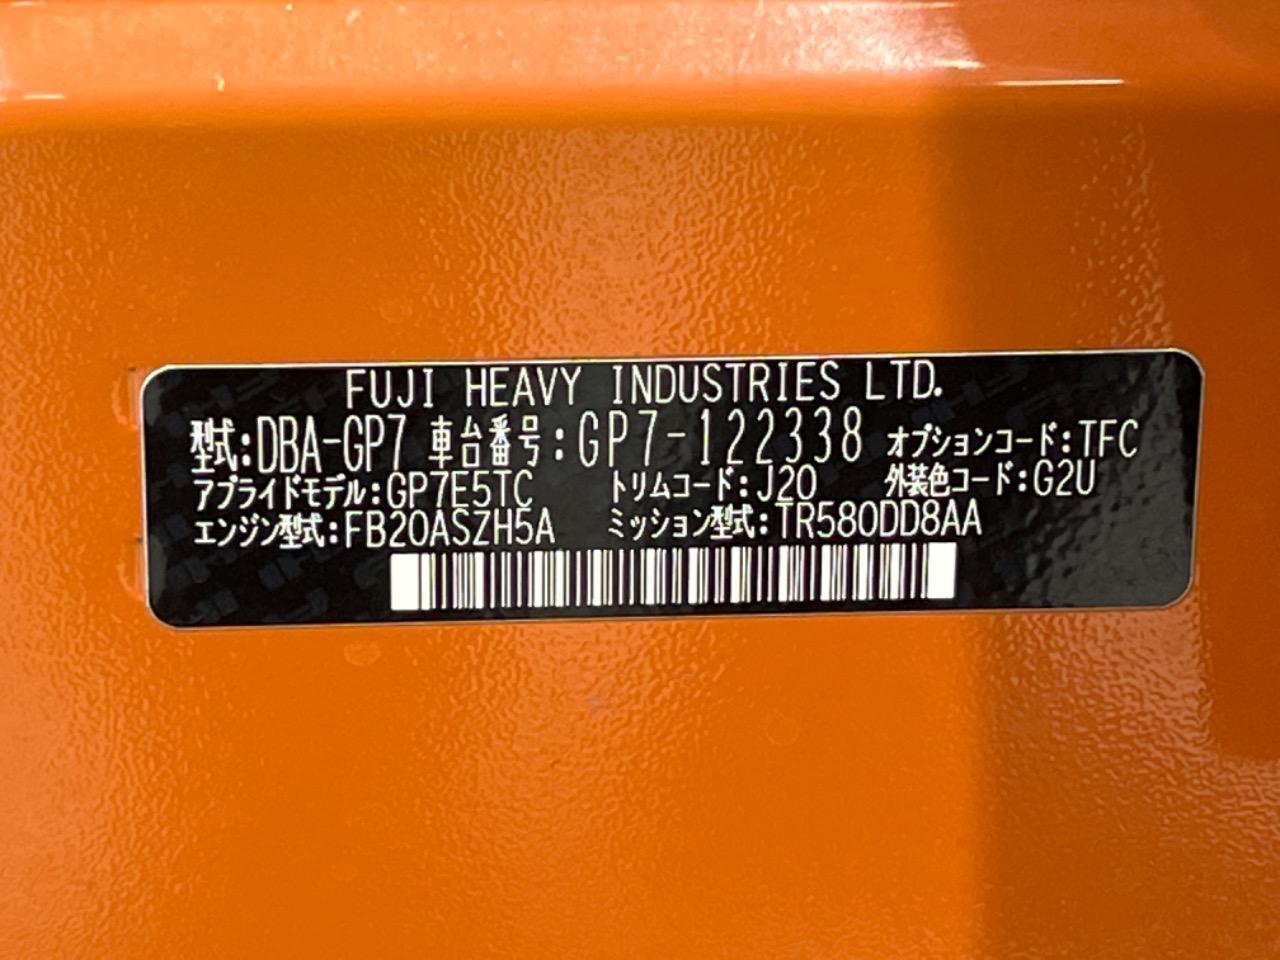 FUJI HEAVY INDUSTRIES LTD.
型式:DBA-GP7 車台番号:GP7-122338 オプションコード:TFC
アプライドモデル:GP7E5TC トリムコード:J20 外装色コード:G2U
エンジン型式:FB20ASZH5A ミッション型式:TR580DD8AA